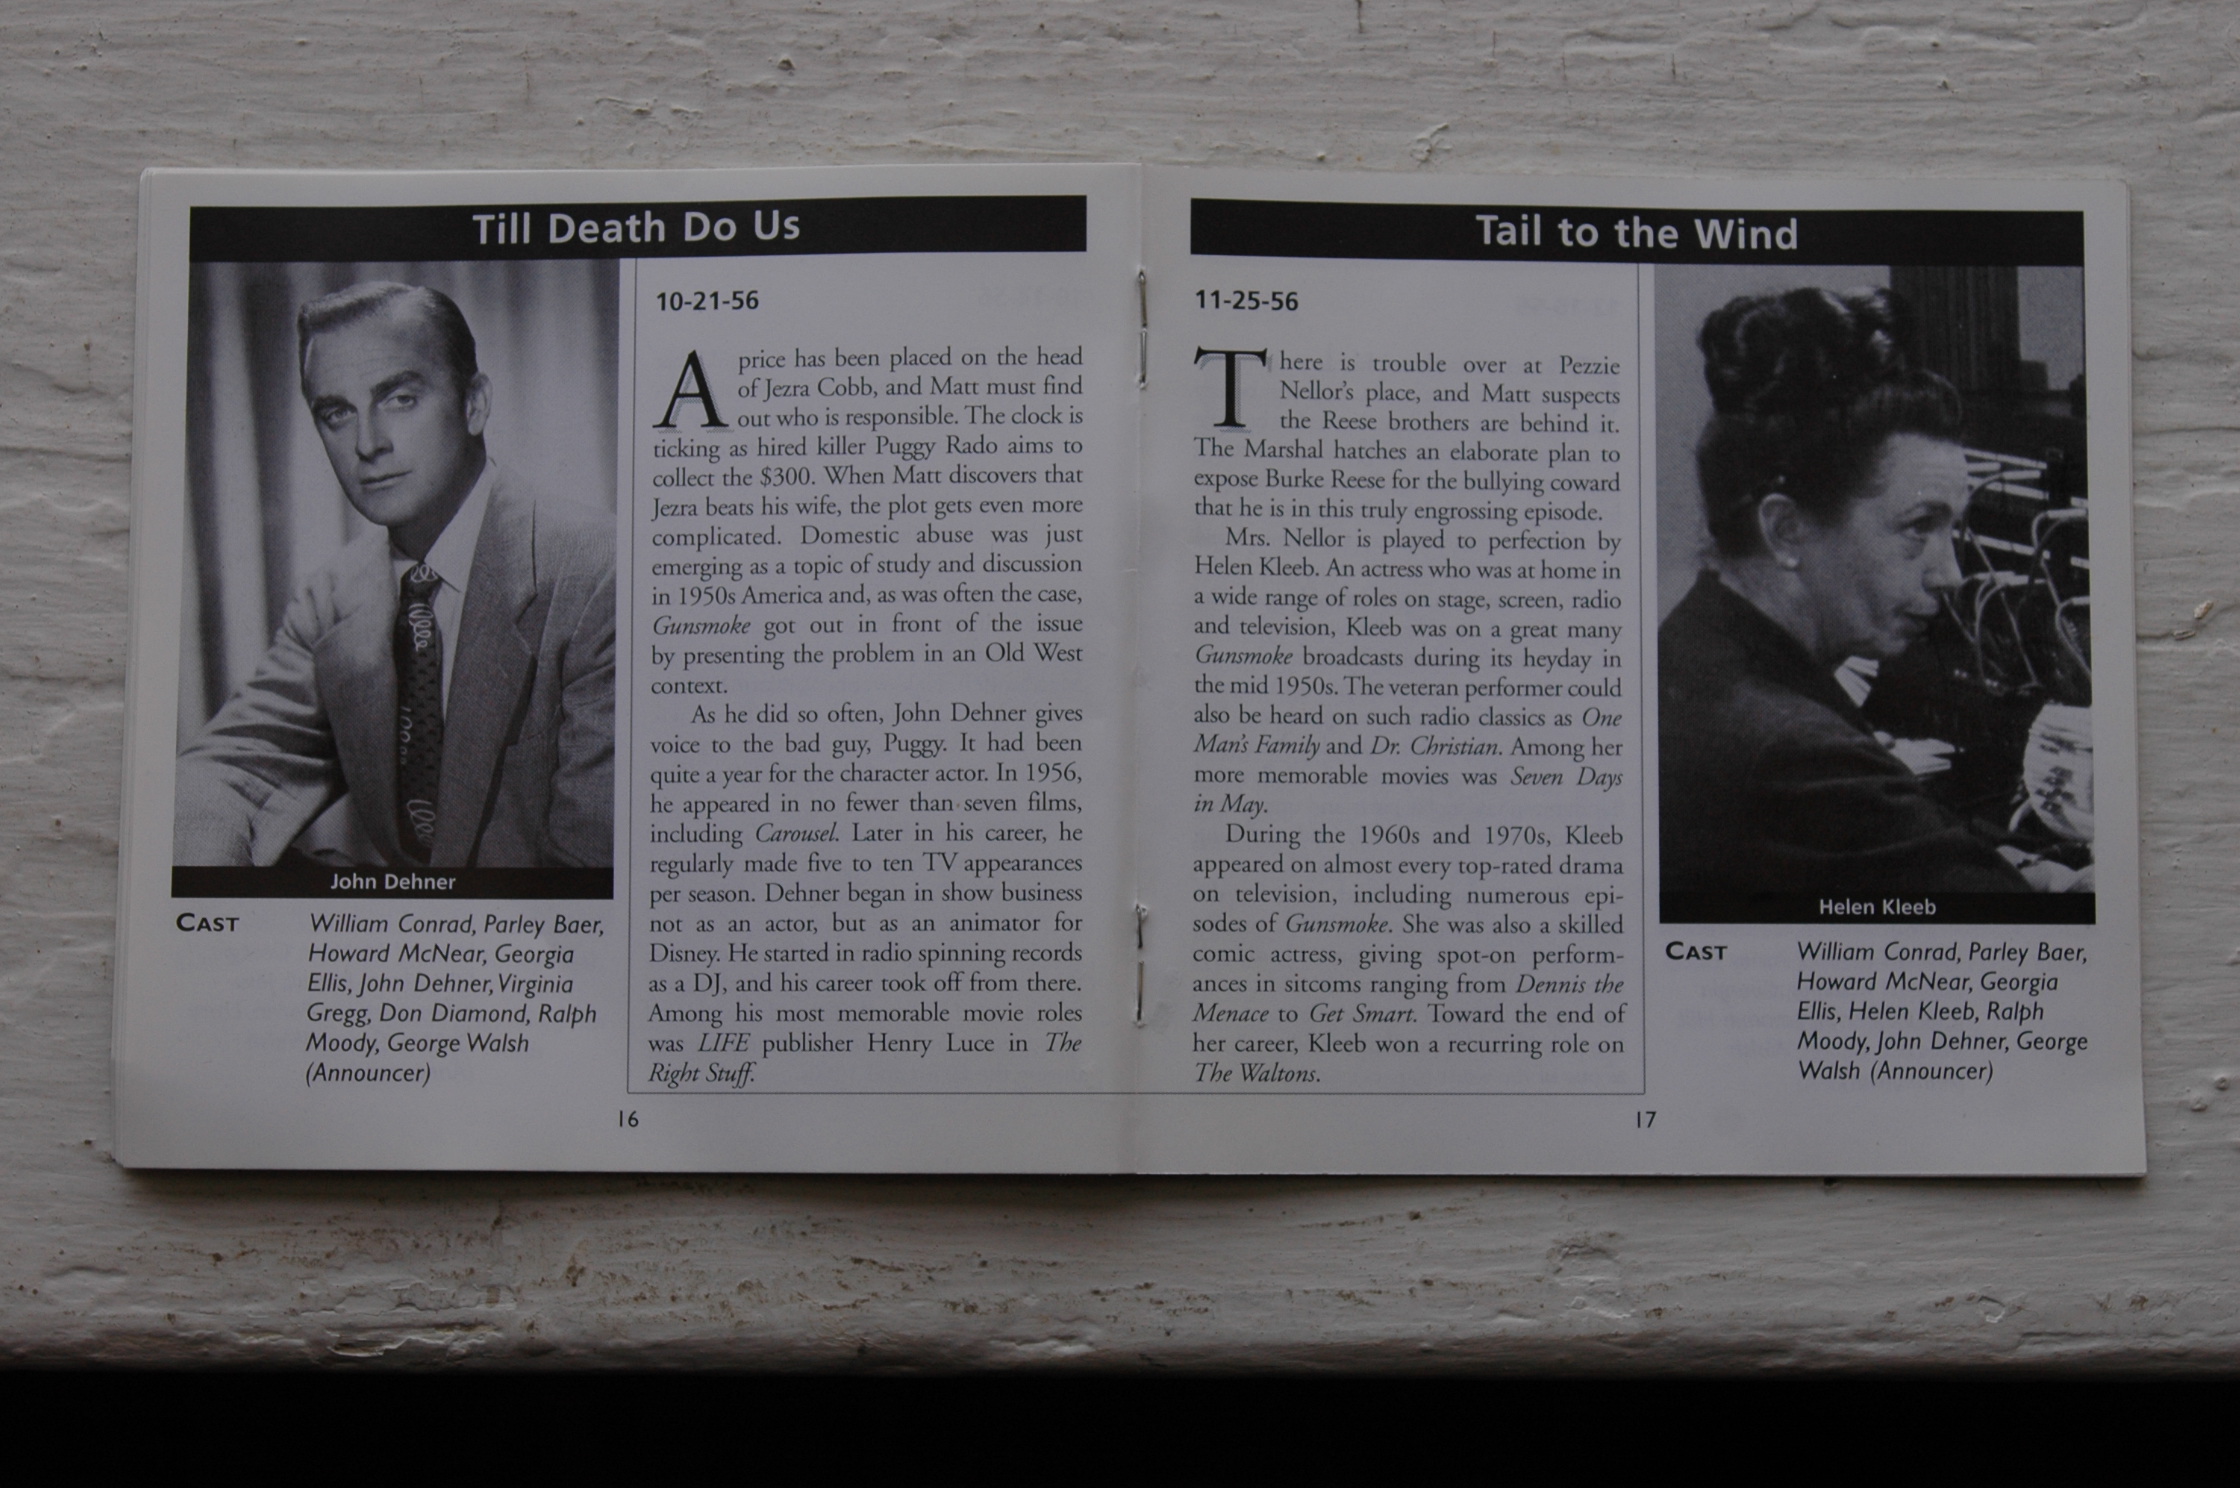 Till Death Do Us
John Dehner
CAST William Conrad, Parley Baer,
Howard McNear, Georgia
Ellis, John Dehner, Virginia
Gregg, Don Diamond, Ralph
Moody, George Walsh
(Announcer)
10-21-56
A price has been placed on the head
of Jezra Cobb, and Matt must find
out who is responsible. The clock is
ticking as hired killer Puggy Rado aims to
collect the $300. When Matt discovers that
Jezra beats his wife, the plot gets even more
complicated. Domestic abuse was just
emerging as a topic of study and discussion
in 1950s America and, as was often the case,
Gunsmoke got out in front of the issue
by presenting the problem in an Old West
context.
As he did so often, John Dehner gives
voice to the bad guy, Puggy. It had been
quite a year for the character actor. In 1956,
he appeared in no fewer than seven films,
including Carousel. Later in his career, he
regularly made five to ten TV appearances
per season. Dehner began in show business
not as an actor, but as an animator for
Disney. He started in radio spinning records
as a DJ, and his career took off from there.
Among his most memorable movie roles
was LIFE publisher Henry Luce in The
Right Stuff.
16
Tail to the Wind
11-25-56
There is trouble over at Pezzie
Nellor's place, and Matt suspects
the Reese brothers are behind it.
The Marshal hatches an elaborate plan to
expose Burke Reese for the bullying coward
that he is in this truly engrossing episode.
Mrs. Nellor is played to perfection by
Helen Kleeb. An actress who was at home in
a wide range of roles on stage, screen, radio
and television, Kleeb was on a great many
Gunsmoke broadcasts during its heyday in
the mid 1950s. The veteran performer could
also be heard on such radio classics as One
Man's Family and Dr. Christian. Among her
more memorable movies was Seven Days
in May.
During the 1960s and 1970s, Kleeb
appeared on almost every top-rated drama
on television, including numerous epi-
sodes of Gunsmoke. She was also a skilled
comic actress, giving spot-on perform-
ances in sitcoms ranging from Dennis the
Menace to Get Smart. Toward the end of
her career, Kleeb won a recurring role on
The Waltons.
Helen Kleeb
CAST William Conrad, Parley Baer,
Howard McNear, Georgia
Ellis, Helen Kleeb, Ralph
Moody, John Dehner, George
Walsh (Announcer)
17